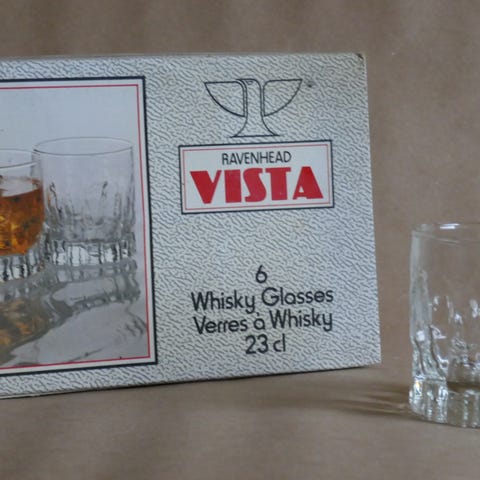 RAVENHEAD
VISTA
6
Whisky Glasses
Verres à Whisky
23 cl